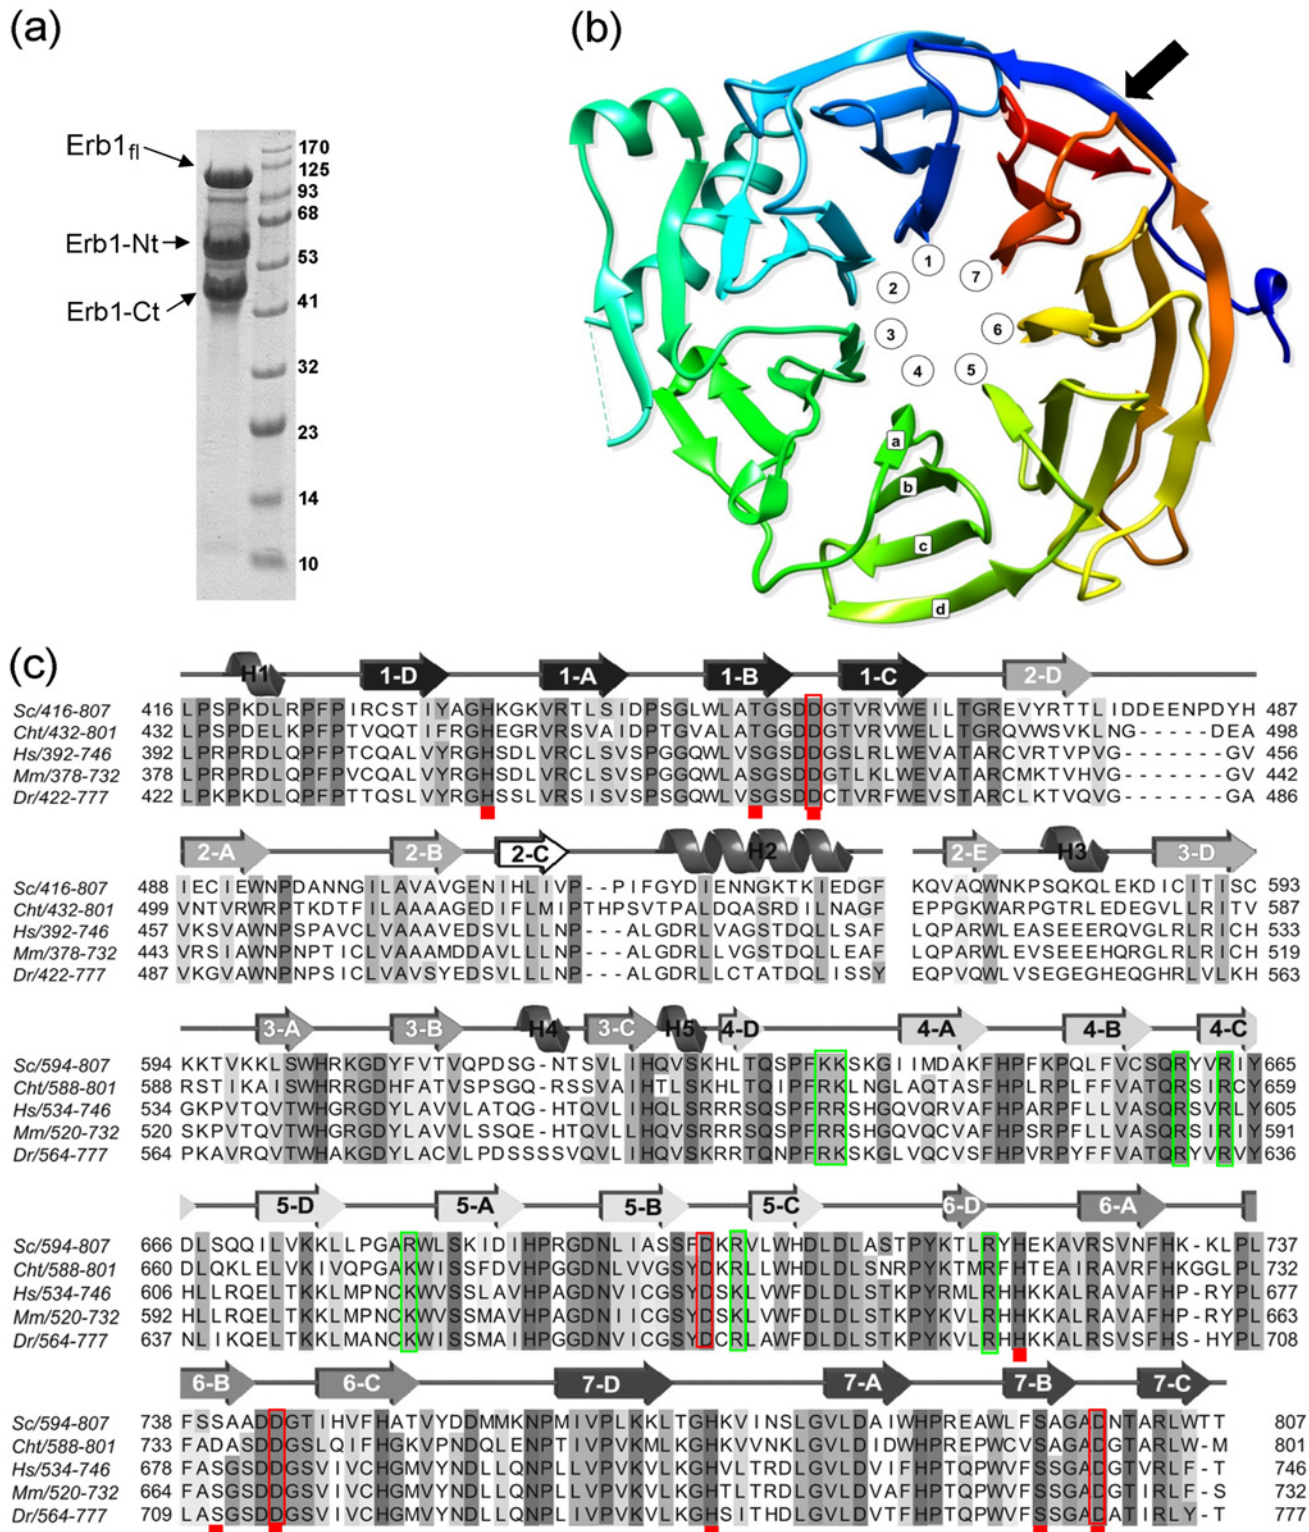 (a)
Erb1fl
Erb1-Nt
Erb1-Ct
170
125
93
68
53
41
32
23
14
10
(b)
1
2
3
4
5
6
7
a
b
c
d
(c)
H1 1-D 1-A 1-B 1-C 2-D
Sc/416-807 416 LPSPKDLRPFPIRCSTIYAGHKGKVRTLSIDPSGLWLATGSDDGTVRVWEILTGREVYRTTLIDDEENPDYH 487
Cht/432-801 432 LPSPDELKPFPTVQQTIFRGHEGRVRSVAIDPTGVALATGSDDGTVRVWELLTGRQVWSVKLNG------DEA 498
Hs/392-746 392 LPRPRDLQPFPTCQALVYRGHSDLVRCLSVSPGGQWLVSGSDDGSLRLWEVATARCVRTVPVG------GV 456
Mm/378-732 378 LPRPRDLQPFPVCQALVYRGHSDLVRCLSVSPGGQWLASGSDDGTLKLWEVATARCMKTVHVG------GV 442
Dr/422-777 422 LPKPKDLQPFPTTQSLVYRGHSSLVRSISVSPSGQWLVSGSDDCTVRFWEVSTARCLKTVQVG------GA 486
2-A 2-B 2-C H2 2-E H3 3-D
Sc/416-807 488 IECIEWNPDANNGILAVAVGENIHLIVP--PIFGYDIENNGKTKIEDGF KQVAQWNKPSQKQLEKDICITISC 593
Cht/432-801 499 VNTVRWRPTKDTFILAAAAGEDIFLMIPTHPSVTPALDQASRDILNAGF EPPGKWARPGTRLEDEGVLLRITV 587
Hs/392-746 457 VKSVAWNPSPAVCLVAAAVEDSVLLLNP---ALGDRLVAGSTDQLLSAF LQPARWLEASEEERQVGLRLRICH 533
Mm/378-732 443 VRSIAWNPNPTICLVAAAMDDAVLLLNP---ALGDRLLVGSTDQLLEAF LQPARWLEVSEEEHQRGLRLRICH 519
Dr/422-777 487 VKGVAWNPNPSICLVAVSYEDSVLLLNP---ALGDRLLCTATDQLISSY EQPVQWLVSEGEGHEQGHRLVLKH 563
3-A 3-B H4 3-C H5 4-D 4-A 4-B 4-C
Sc/594-807 594 KKTVKKLSWHRKGDYFVTVQPDSG-NTSVLIHQVSKHLTQSPFKKSKGIIMDAKFHPFKPQLFVCSQRYVRIY 665
Cht/588-801 588 RSTIKAISWHRKGDHFATVSPSGQ-RSSVAIHTLSKHLTQSPFRKLNGLAQTASFHPLRPLFFVATQRSIRCY 659
Hs/534-746 534 GKPVTQVTWHGRGDYLAVVLATQG-HTQVLIHQLSRRRSQSPFRRSHGQVQRVAFHPARPFLLVASQRSVRLY 605
Mm/520-732 520 SKPVTQVTWHGRGDYLAVVLSSQE-HTQVLLHQVSRRRSQSPFRRSHGQVQCVAFHPSRPFLLVASQRSIRIY 591
Dr/564-777 564 PKAVRQVTWHAKGDYLACVLPDSSSSVQVLIHQVSKRRTQNPFRKSKGLVQCVSFHPVRPYFFVATQRYVRVY 636
5-D 5-A 5-B 5-C 6-D 6-A
Sc/594-807 666 DLSQQILVKKLLPGARWLSKIDIHPRGDNLIASSFDKRVLWHDLDLASTPYKTLRYHEKAVRSVNFHK-KLPL 737
Cht/588-801 660 DLQKLELVKIVQPGAKWISSFDVHPGGDNLVVGSYDKRLLWHDLDLSNRPYKTMRFHTEAIRAVRFHKGGLPL 732
Hs/534-746 606 HLLRQELTKKLMPNCKWVSSLAVHPAGDNVICGSYDSKLVWFDLDLSTKPYRMLRHHKKALRAVAFHP-RYPL 677
Mm/520-732 592 HLLRQELTKKLMPNCKWVSSMAVHPAGDNIICGSYDSKLVWFDLDLSTKPYKVLRHHKKALRAVAFHP-RYPL 663
Dr/564-777 637 NLIKQELTKKLMANCKWISSMAIHPGGDNVICGSYDCRLAWFDLDLSTKPYKVLRHHKKALRSVSFHS-HYPL 708
6-B 6-C 7-D 7-A 7-B 7-C
Sc/594-807 738 FSSAADDGTIHVFHATVYDDMMKNPMIVPLKKLTGHKVINSLGVLDAIWHPREAWLFSAGADNTARLWTT 807
Cht/588-801 733 FADASDDGSLQIFHGKVPNDQLENPTIVPVKMLKGHKVVNKLGVLDIDWHPREPWCVSAGADGTARLW-M 801
Hs/534-746 678 FASGSDDGSVIVCHGMVYNDLLQNPLLVPVKVLKGHVLTRDLGVLDVIFHPTQPWVFSSGADGTVRLF-T 746
Mm/520-732 664 FASGSDDGSVIVCHGMVYNDLLQNPLLVPVKVLKGHTLTRDLGVLDVAFHPTQPWVFSSGADGTIRLF-S 732
Dr/564-777 709 LASGSDDGSVIVCHGMVYNDLLQNPLIVPVKVLRGHSITHDLGVLDVTFHPTQPWVFSSGADATIRLY-T 777